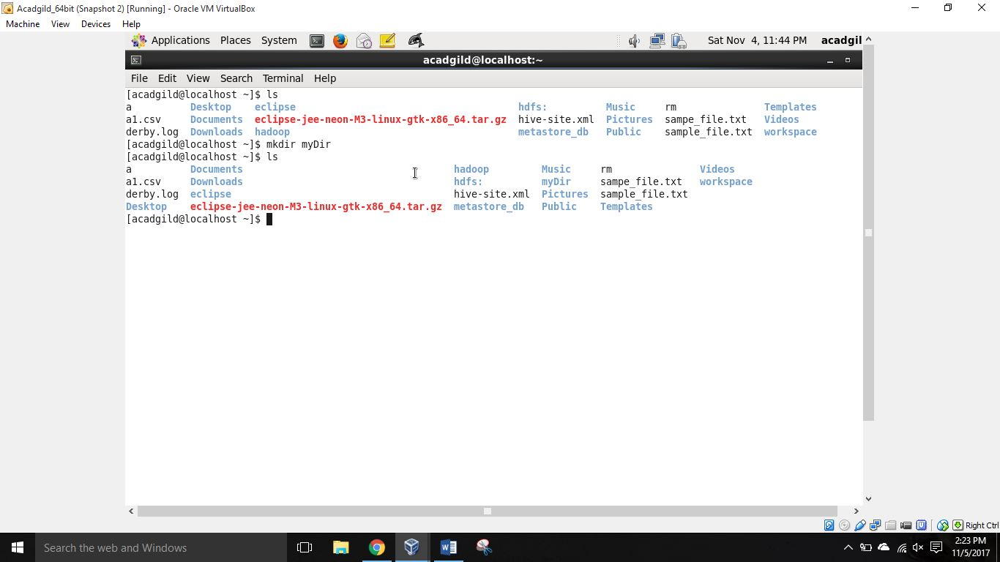 Acadgild_64bit (Snapshot 2) [Running] - Oracle VM VirtualBox
Machine View Devices Help
Applications Places System Sat Nov 4, 11:44 PM acadgil
acadgild@localhost:~
File Edit View Search Terminal Help
[acadgild@localhost ~]$ ls
a Desktop eclipse hdfs: Music rm Templates
a1.csv Documents eclipse-jee-neon-M3-linux-gtk-x86_64.tar.gz hive-site.xml Pictures sampe_file.txt Videos
derby.log Downloads hadoop metastore_db Public sample_file.txt workspace
[acadgild@localhost ~]$ mkdir myDir
[acadgild@localhost ~]$ ls
a Documents hadoop Music rm Videos
a1.csv Downloads hdfs: myDir sampe_file.txt workspace
derby.log eclipse hive-site.xml Pictures sample_file.txt
Desktop eclipse-jee-neon-M3-linux-gtk-x86_64.tar.gz metastore_db Public Templates
[acadgild@localhost ~]$
Right Ctrl
Search the web and Windows
2:23 PM
11/5/2017